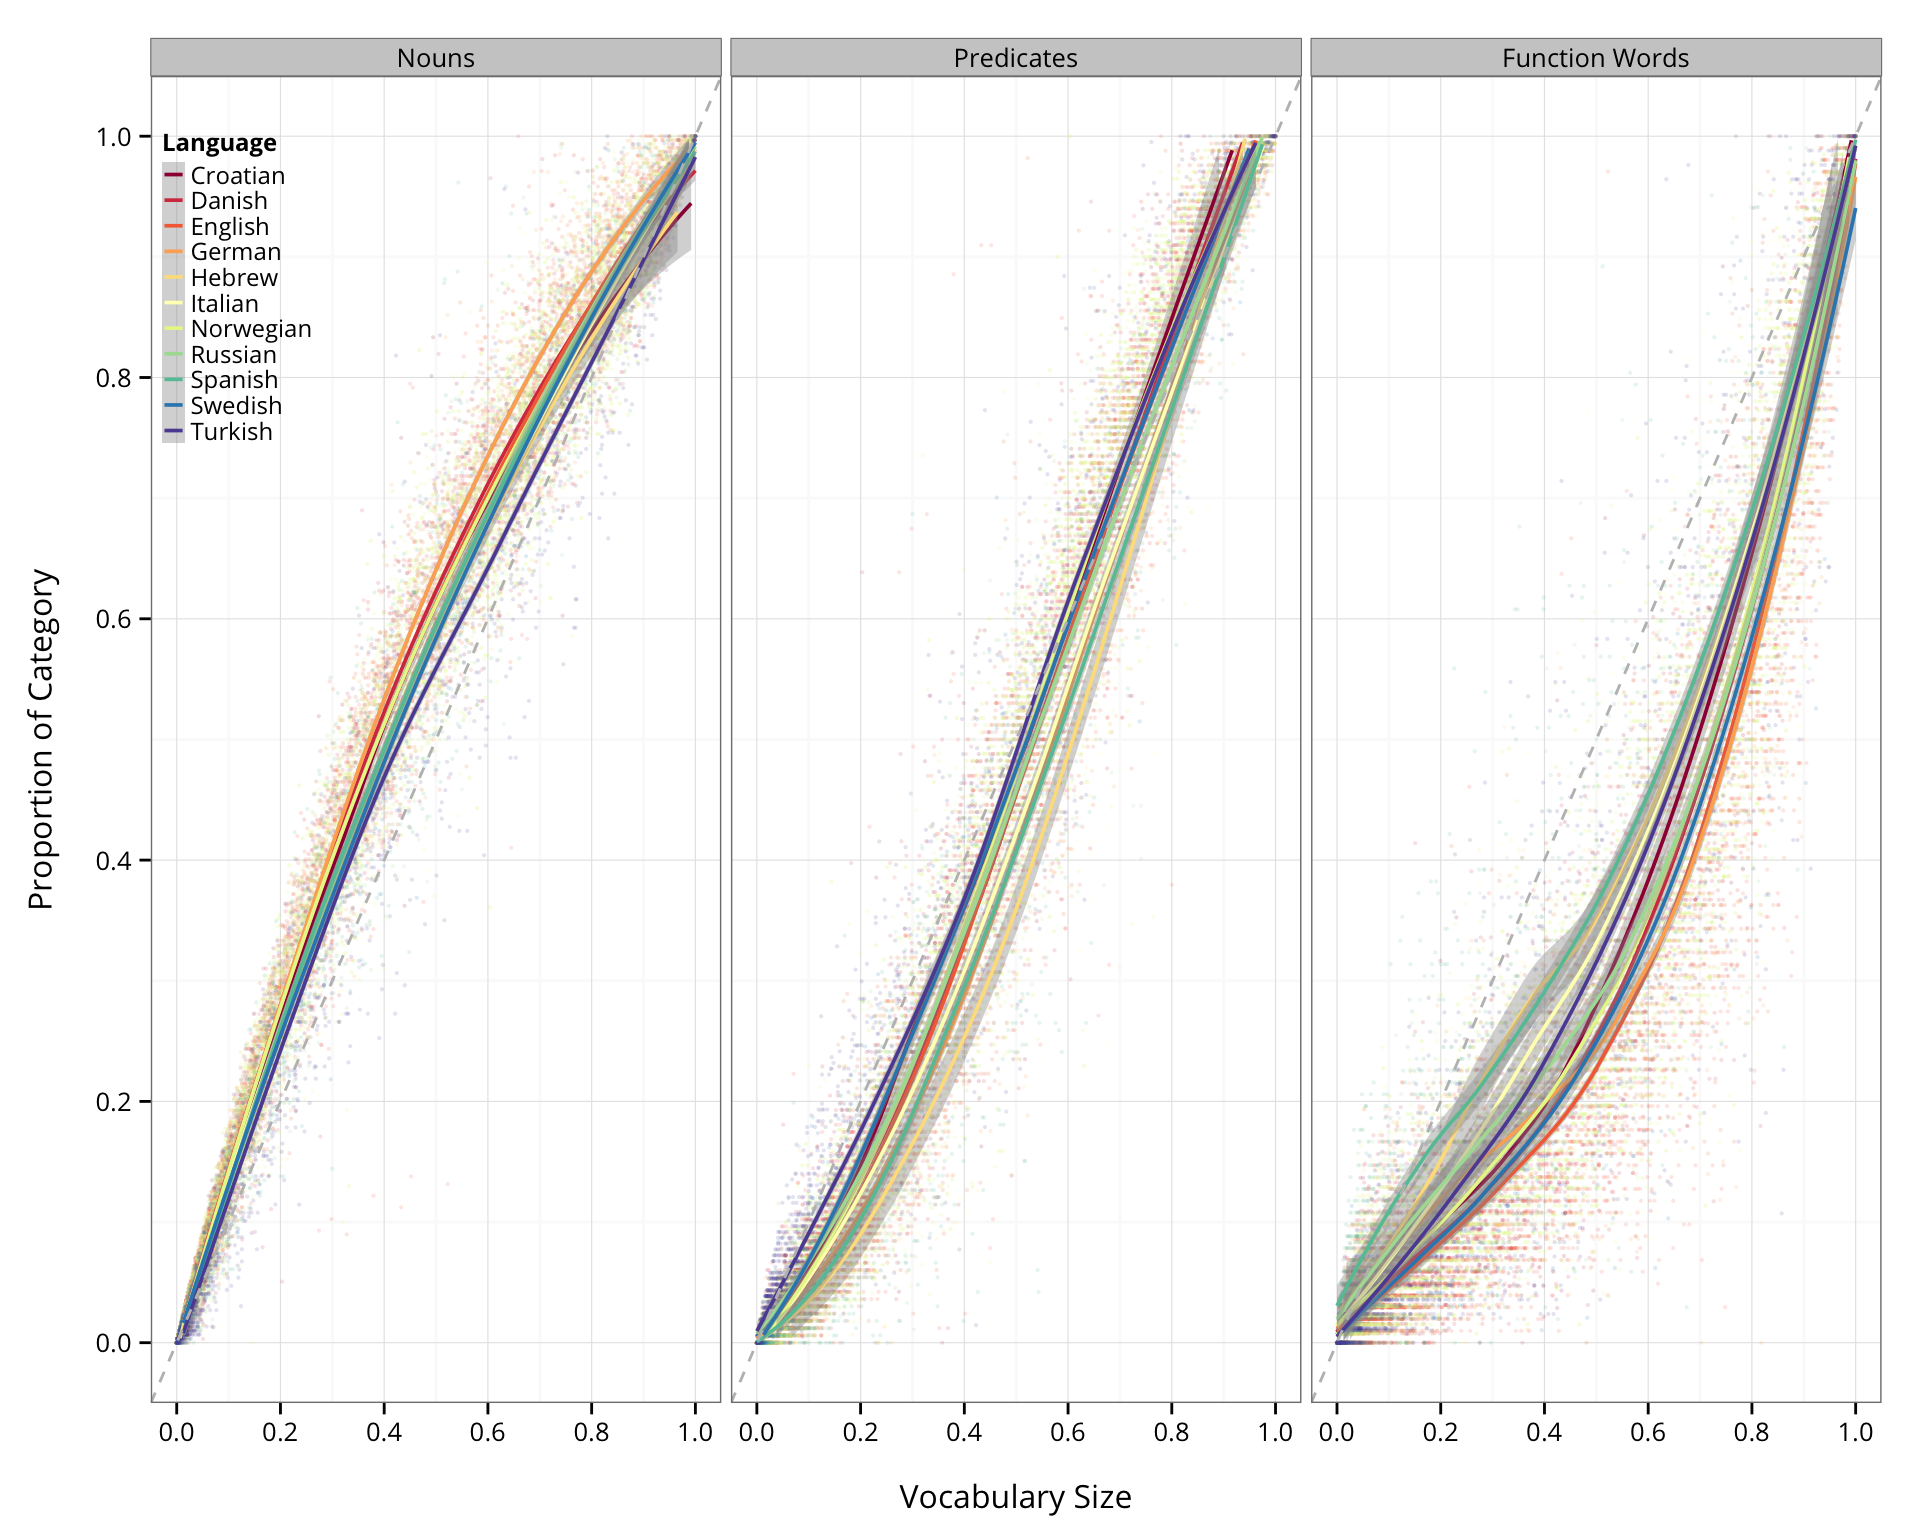 Nouns
Predicates
Function Words
Language
Croatian
Danish
English
German
Hebrew
Italian
Norwegian
Russian
Spanish
Swedish
Turkish
1.0
0.8
0.6
0.4
0.2
0.0
Proportion of Category
0.0 0.2 0.4 0.6 0.8 1.0
0.0 0.2 0.4 0.6 0.8 1.0
0.0 0.2 0.4 0.6 0.8 1.0
Vocabulary Size